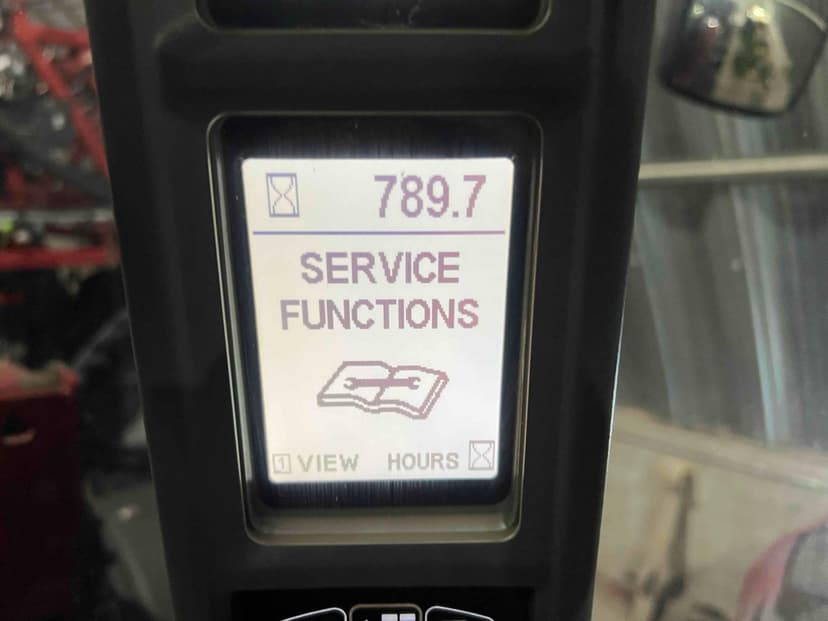 789.7
SERVICE
FUNCTIONS
1 VIEW HOURS